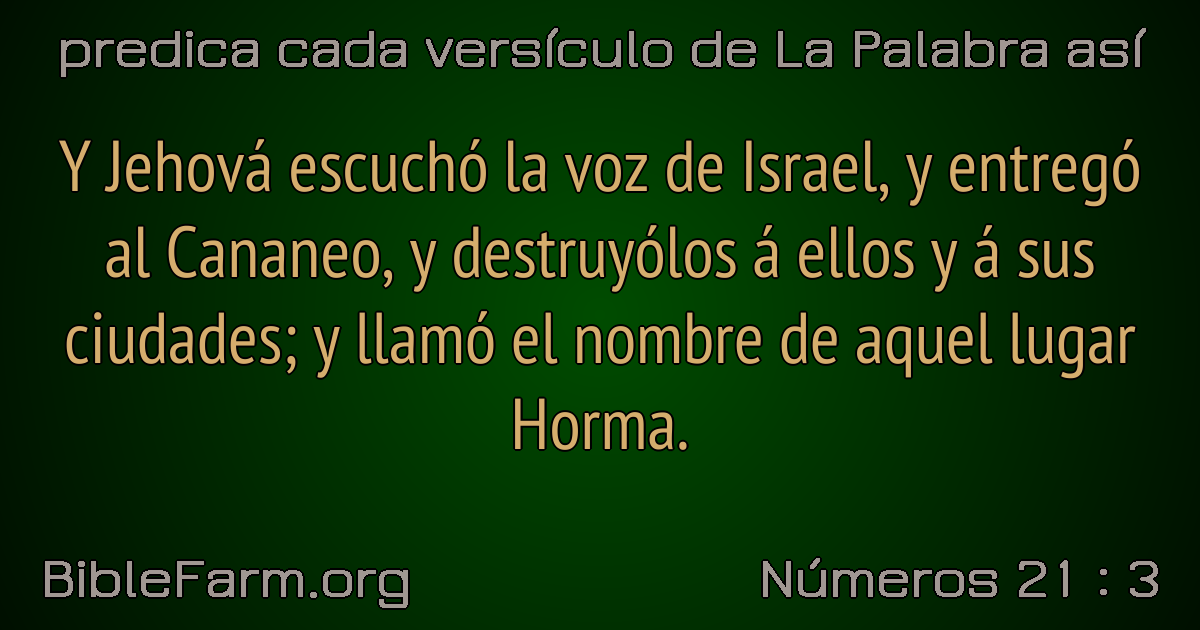 predica cada versículo de La Palabra así
Y Jehová escuchó la voz de Israel, y entregó
al Cananeo, y destruyólos á ellos y á sus
ciudades; y llamó el nombre de aquel lugar
Horma.
BibleFarm.org
Números 21 : 3